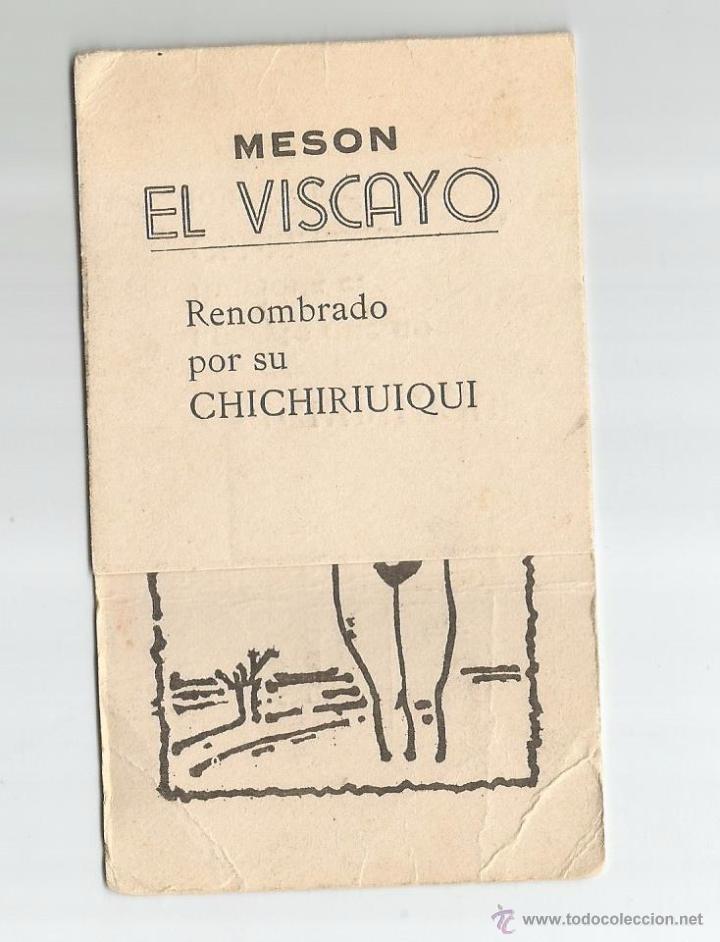 MESON
EL VISCAYO
Renombrado
por su
CHICHIRIUIQUI
www.todocoleccion.net